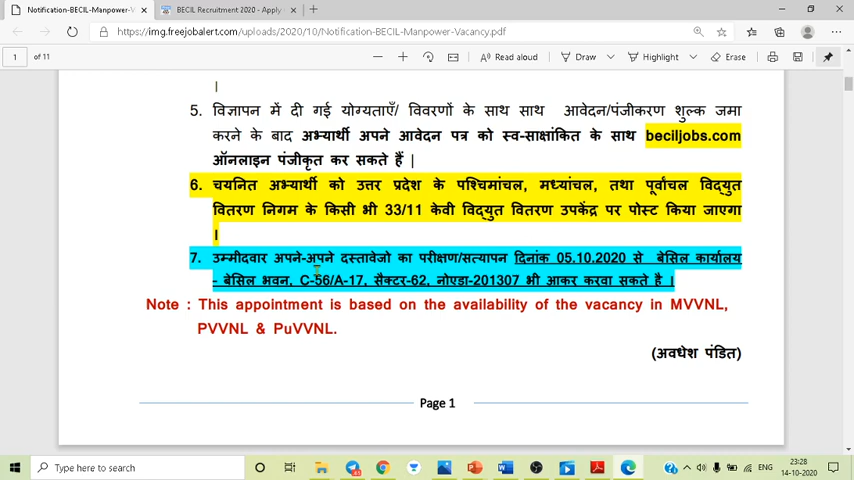 Notification-BECIL-Manpower-V
BECIL Recruitment 2020 - Apply
https://img.freejobalert.com/uploads/2020/10/Notification-BECIL-Manpower-Vacancy.pdf
1 of 11
Read aloud
Draw
Highlight
Erase
।
5. विज्ञापन में दी गई योग्यताएँ/ विवरणों के साथ साथ आवेदन/पंजीकरण शुल्क जमा
करने के बाद अभ्यार्थी अपने आवेदन पत्र को स्व-साक्षांकित के साथ beciljobs.com
ऑनलाइन पंजीकृत कर सकते हैं |
6. चयनित अभ्यार्थी को उत्तर प्रदेश के पश्चिमांचल, मध्यांचल, तथा पूर्वांचल विद्युत
वितरण निगम के किसी भी 33/11 केवी विद्युत वितरण उपकेंद्र पर पोस्ट किया जाएगा
।
7. उम्मीदवार अपने-अपने दस्तावेजो का परीक्षण/सत्यापन दिनांक 05.10.2020 से बेसिल कार्यालय
- बेसिल भवन, C-56/A-17, सैक्टर-62, नोएडा-201307 भी आकर करवा सकते है ।
Note : This appointment is based on the availability of the vacancy in MVVNL,
PVVNL & PuVVNL.
(अवधेश पंडित)
Page 1
Type here to search
ENG
23:28
14-10-2020